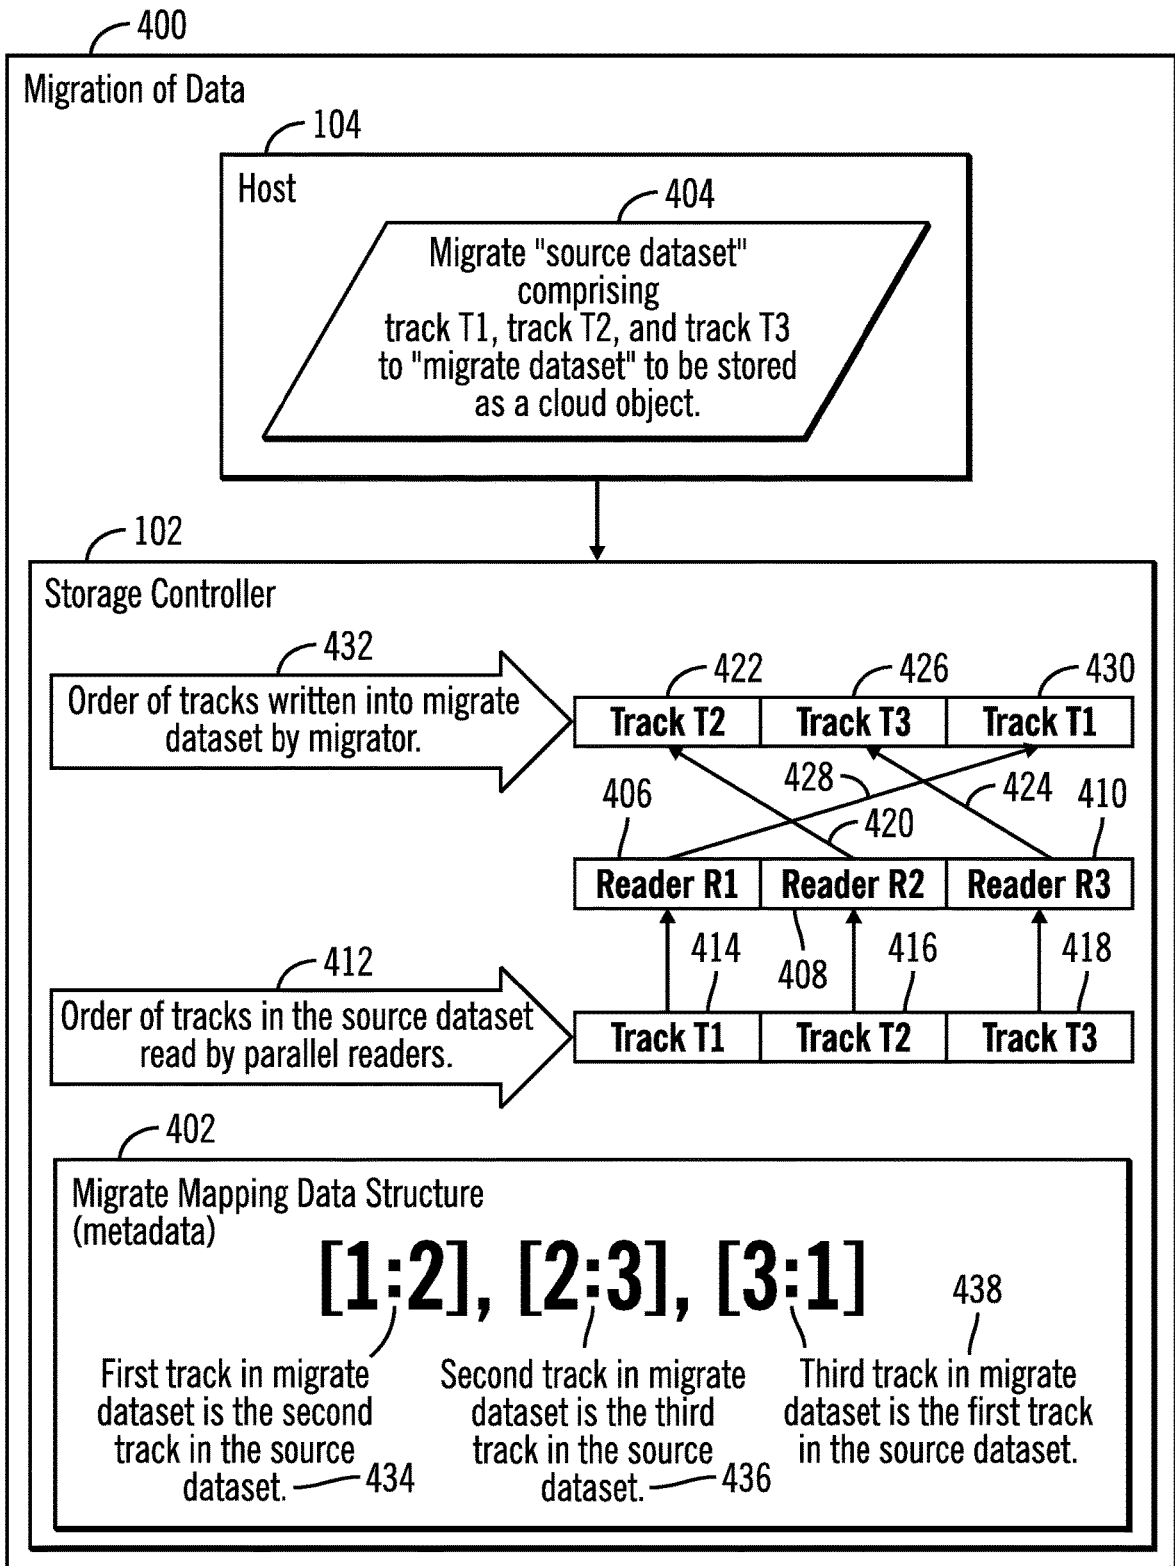 400
Migration of Data
104
Host
404
Migrate "source dataset"
comprising
track T1, track T2, and track T3
to "migrate dataset" to be stored
as a cloud object.
102
Storage Controller
432
Order of tracks written into migrate
dataset by migrator.
422 426 430
Track T2 Track T3 Track T1
428 424
406 420 410
Reader R1 Reader R2 Reader R3
414 408 416 418
412
Order of tracks in the source dataset
read by parallel readers.
Track T1 Track T2 Track T3
402
Migrate Mapping Data Structure
(metadata)
[1:2], [2:3], [3:1]
438
First track in migrate
dataset is the second
track in the source
dataset. 434
Second track in migrate
dataset is the third
track in the source
dataset. 436
Third track in migrate
dataset is the first track
in the source dataset.